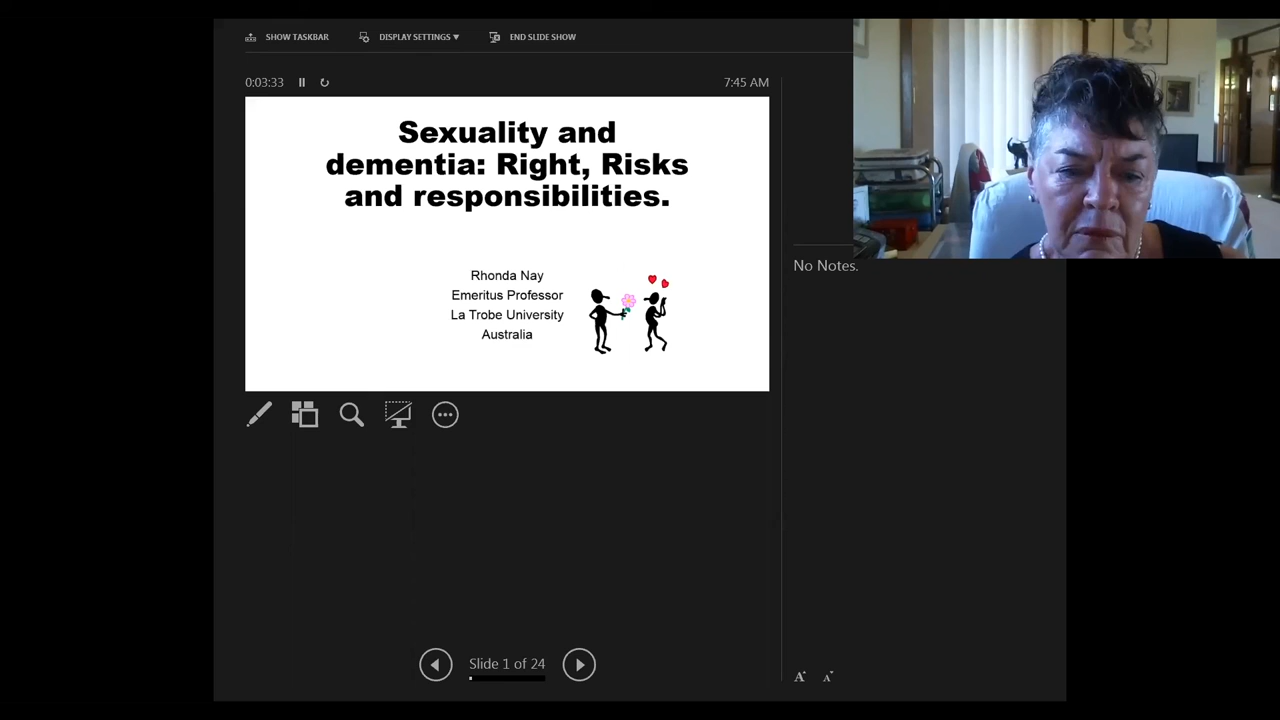 SHOW TASKBAR
DISPLAY SETTINGS ▼
END SLIDE SHOW
0:03:33
7:45 AM
Sexuality and
dementia: Right, Risks
and responsibilities.
Rhonda Nay
Emeritus Professor
La Trobe University
Australia
No Notes.
Slide 1 of 24
A A